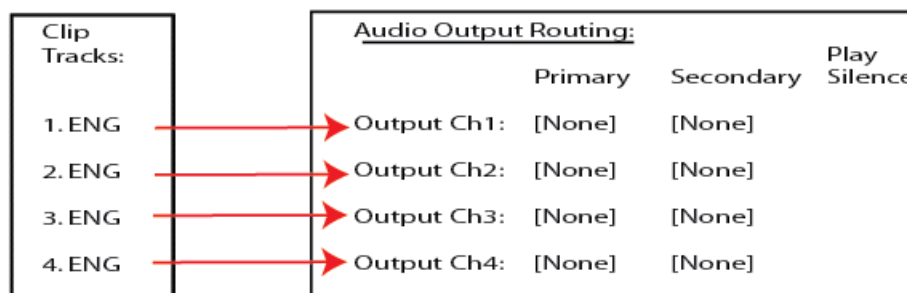 Clip
Tracks:
1. ENG
2. ENG
3. ENG
4. ENG
Audio Output Routing:
Primary Secondary Play Silence
Output Ch1: [None] [None]
Output Ch2: [None] [None]
Output Ch3: [None] [None]
Output Ch4: [None] [None]